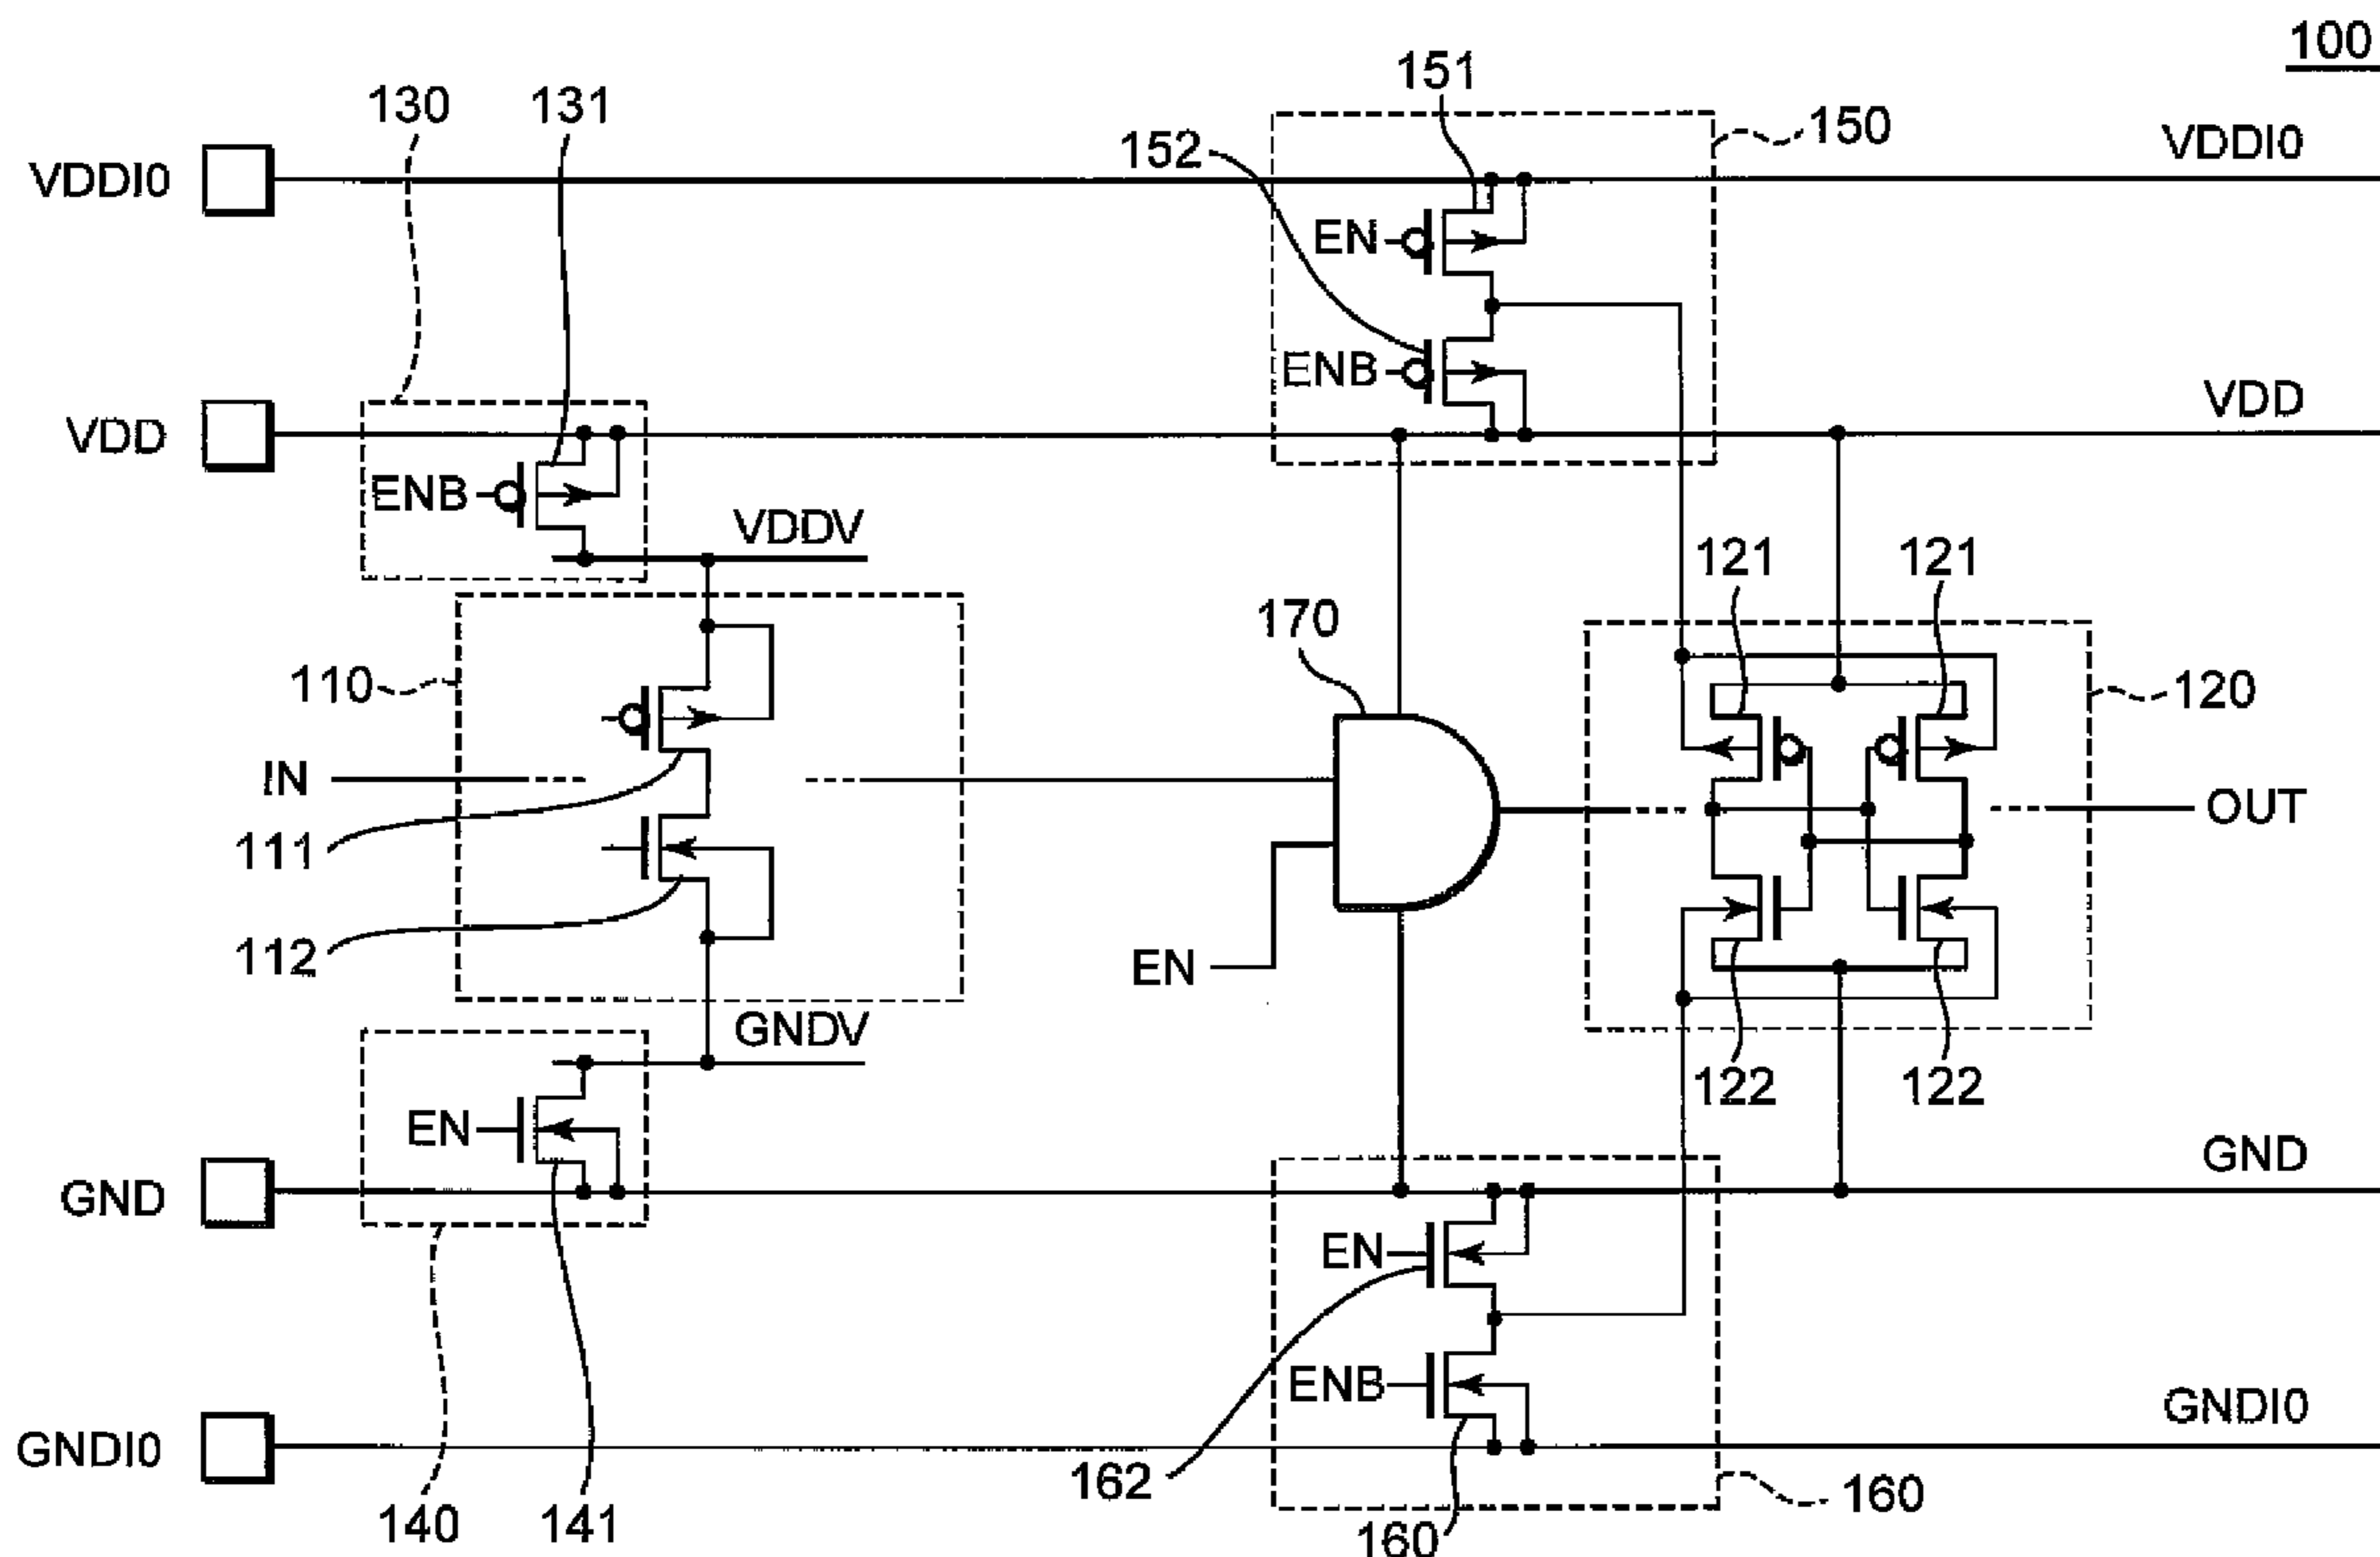 100
151
130
131
150
152
VDDI0
VDDI0
EN
ENB
VDD
VDD
ENB
VDDV
121
121
170
110
120
IN
OUT
111
112
EN
GNDV
122
122
EN
GND
GND
EN
ENB
GNDI0
GNDI0
162
160
140
141
160